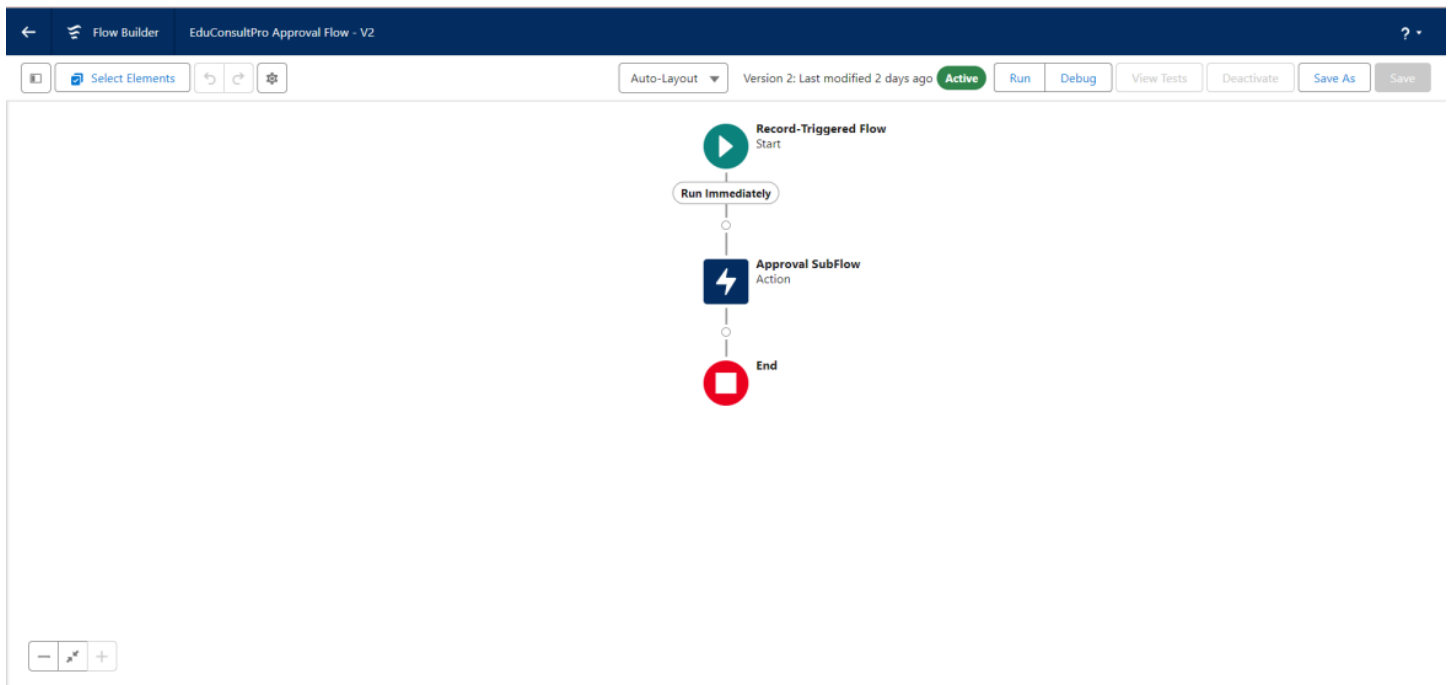 Flow Builder EduConsultPro Approval Flow - V2 ?
Select Elements Auto-Layout Version 2: Last modified 2 days ago Active Run Debug View Tests Deactivate Save As Save
Record-Triggered Flow
Start
Run Immediately
Approval SubFlow
Action
End